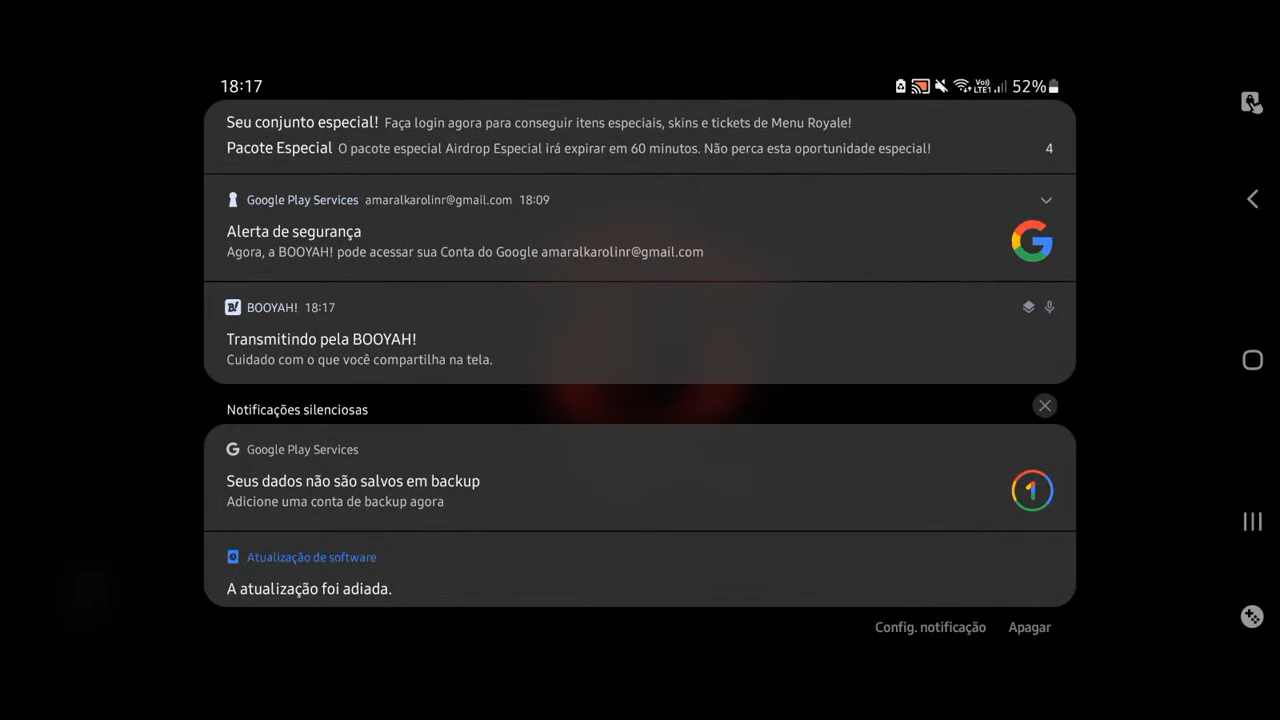 18:17 Vo) LTE1 52%
Seu conjunto especial! Faça login agora para conseguir itens especiais, skins e tickets de Menu Royale!
Pacote Especial O pacote especial Airdrop Especial irá expirar em 60 minutos. Não perca esta oportunidade especial! 4
Google Play Services amaralkarolinr@gmail.com 18:09
Alerta de segurança
Agora, a BOOYAH! pode acessar sua Conta do Google amaralkarolinr@gmail.com
B! BOOYAH! 18:17
Transmitindo pela BOOYAH!
Cuidado com o que você compartilha na tela.
Notificações silenciosas
G Google Play Services
Seus dados não são salvos em backup
Adicione uma conta de backup agora
1
Atualização de software
A atualização foi adiada.
Config. notificação Apagar